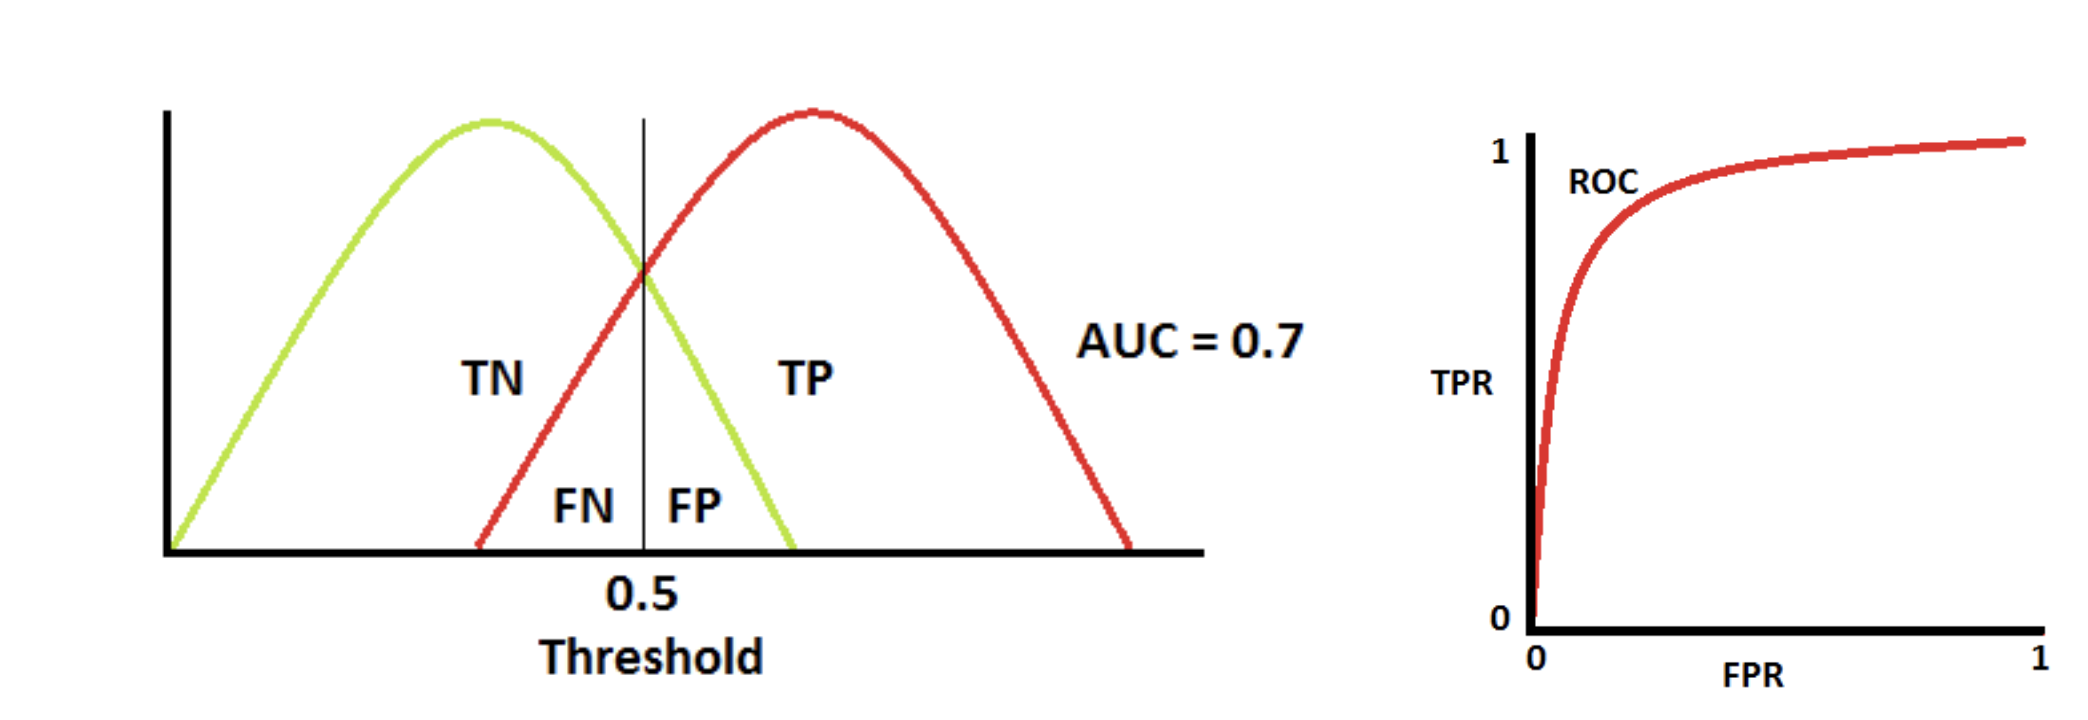 TN
TP
FN
FP
0.5
Threshold
AUC = 0.7
1
ROC
TPR
0
0
1
FPR